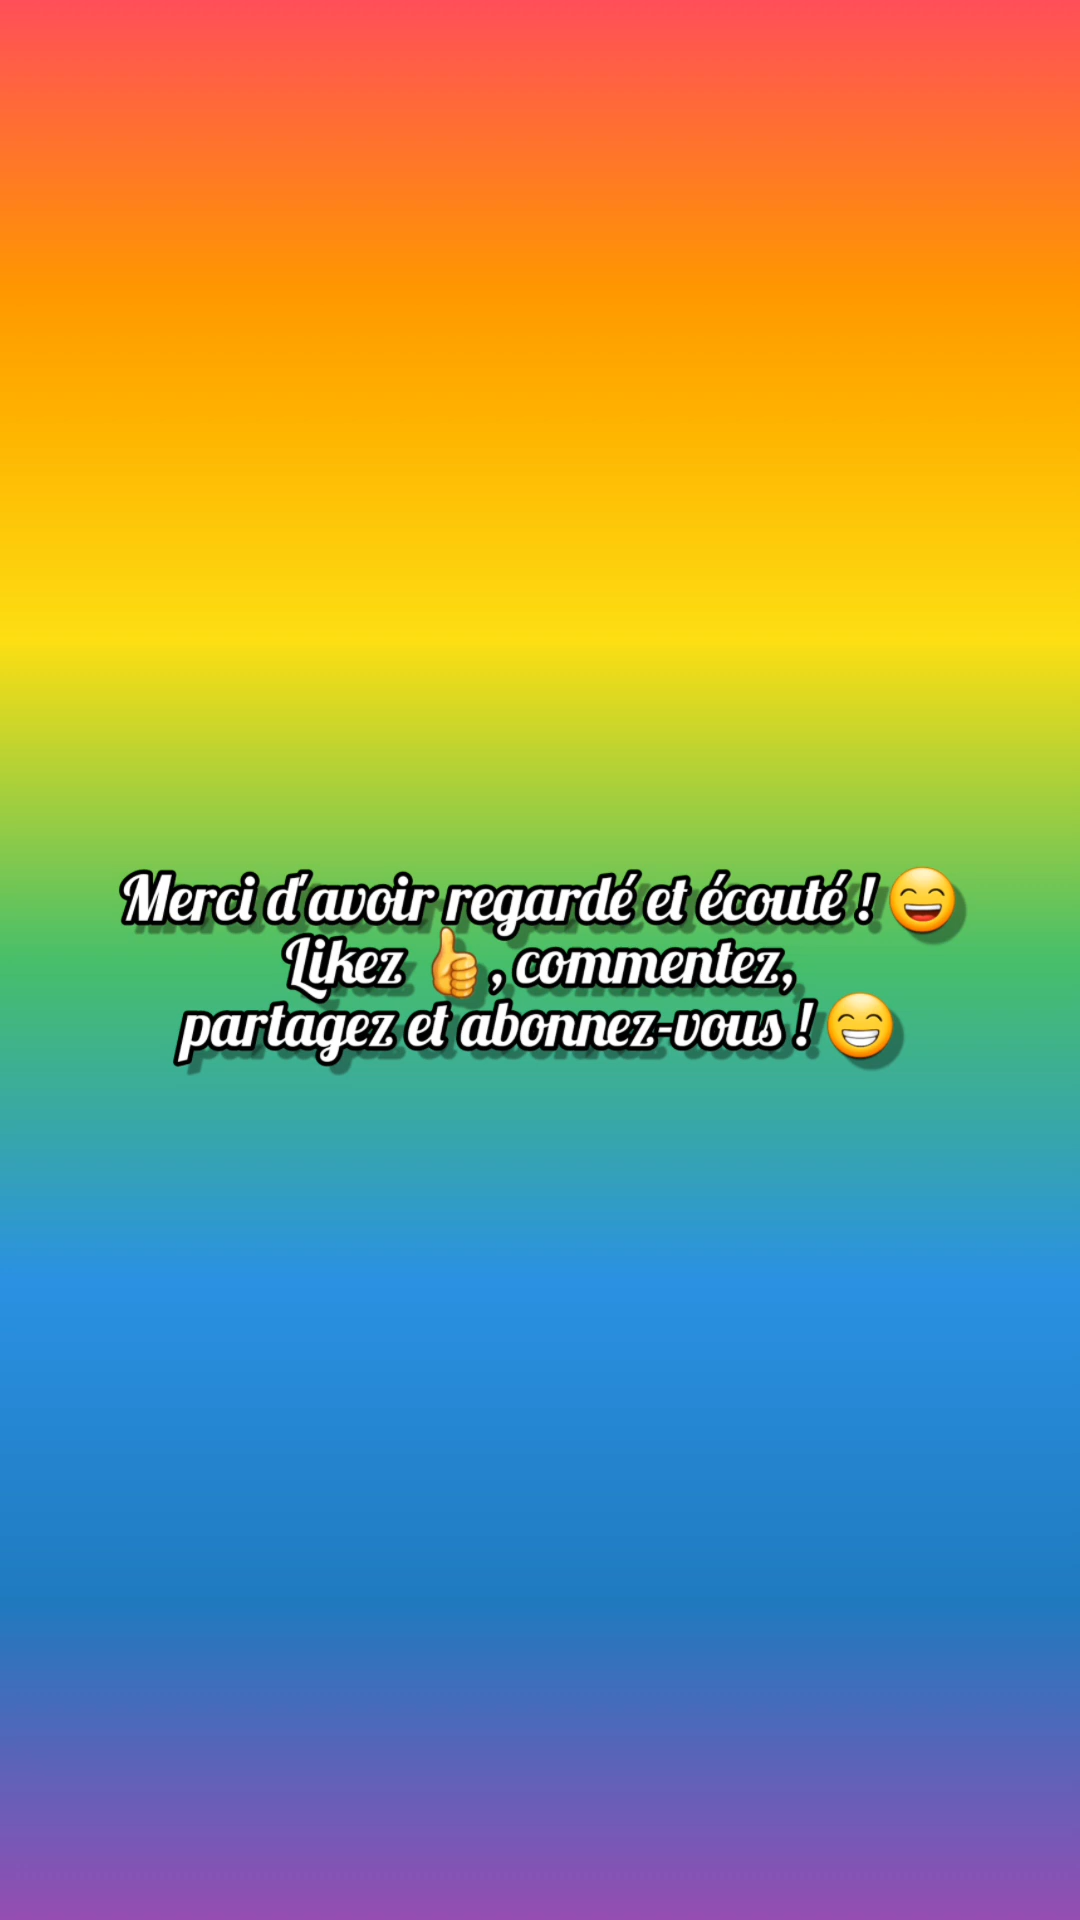 Merci d'avoir regardé et écouté ! 😄
Likez 👍, commentez,
partagez et abonnez-vous ! 😁